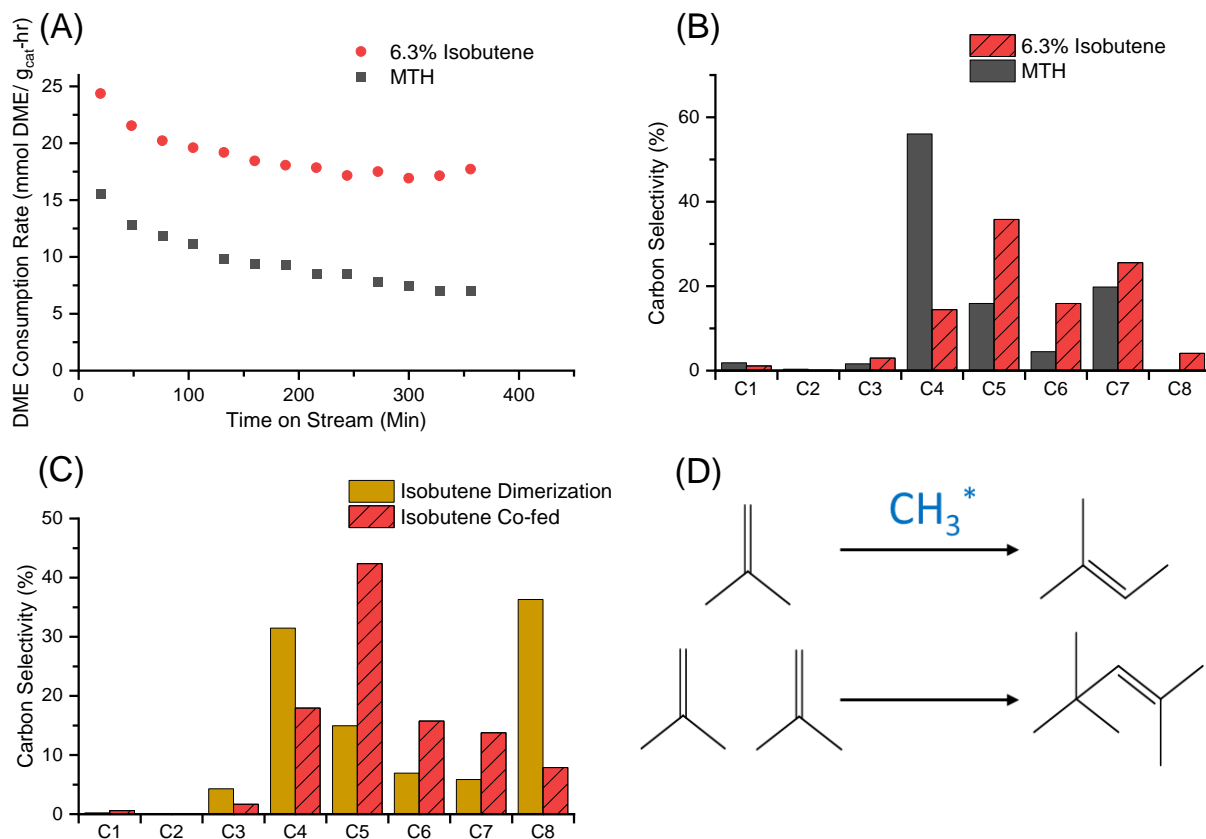 (A)
6.3% Isobutene
MTH
DME Consumption Rate (mmol DME/ g_cat-hr)
25
20
15
10
5
0
0 100 200 300 400
Time on Stream (Min)
(B)
6.3% Isobutene
MTH
Carbon Selectivity (%)
60
40
20
0
C1 C2 C3 C4 C5 C6 C7 C8
(C)
Isobutene Dimerization
Isobutene Co-fed
Carbon Selectivity (%)
50
40
30
20
10
0
C1 C2 C3 C4 C5 C6 C7 C8
(D)
CH₃*